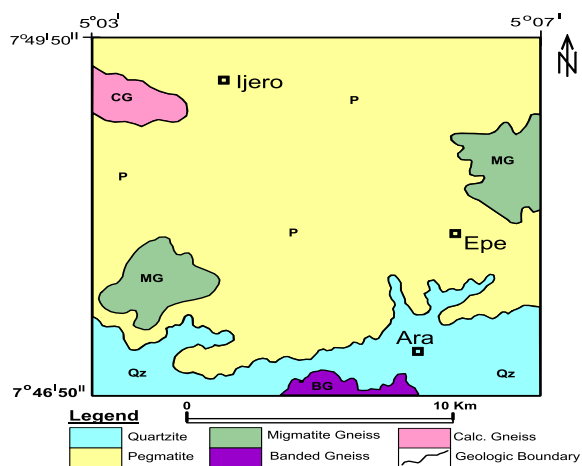 5°03' 5°07'
7°49'50"
N
CG
Ijero
P
MG
P
P
Epe
MG
Ara
Qz Qz
BG
7°46'50"
Legend 0 10 Km
Quartzite Migmatite Gneiss Calc. Gneiss
Pegmatite Banded Gneiss Geologic Boundary